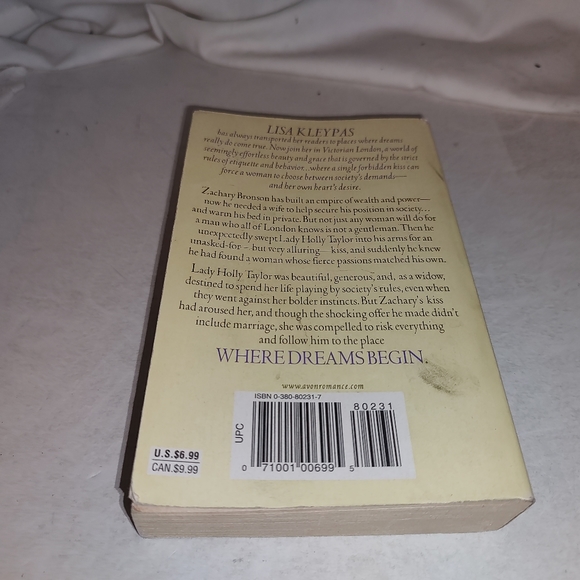 LISA KLEYPAS
has always transported her readers to places where dreams
really do come true. Now join her in Victorian London, a world of
seemingly effortless beauty and grace that is governed by the strict
rules of etiquette and behavior... where a single forbidden kiss can
force a woman to choose between society's demands—
and her own heart's desire.
Zachary Bronson has built an empire of wealth and power—
now he needed a wife to help secure his position in society...
and warm his bed in private. But not just any woman will do for
a man who all of London knows is not a gentleman. Then he
unexpectedly swept Lady Holly Taylor into his arms for an
unasked-for – but very alluring – kiss, and suddenly he knew
he had found a woman whose fierce passions matched his own.
Lady Holly Taylor was beautiful, generous, and, as a widow,
destined to spend her life playing by society's rules, even when
they went against her bolder instincts. But Zachary's kiss
had aroused her, and though the shocking offer he made didn't
include marriage, she was compelled to risk everything
and follow him to the place
WHERE DREAMS BEGIN.
www.avonromance.com
ISBN 0-380-80231-7
80231
UPC
0 71001 00699 5
U.S.$6.99
CAN.$9.99